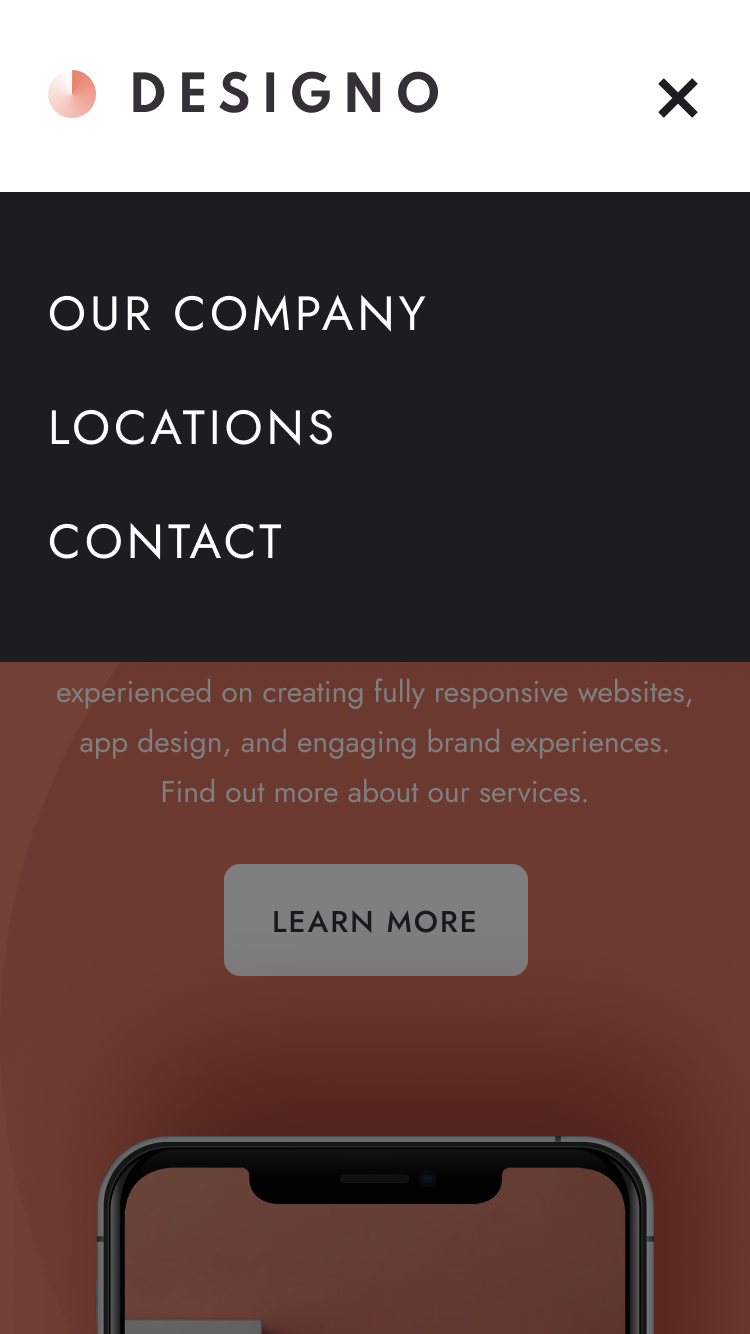 DESIGNO
OUR COMPANY
LOCATIONS
CONTACT
experienced on creating fully responsive websites,
app design, and engaging brand experiences.
Find out more about our services.
LEARN MORE